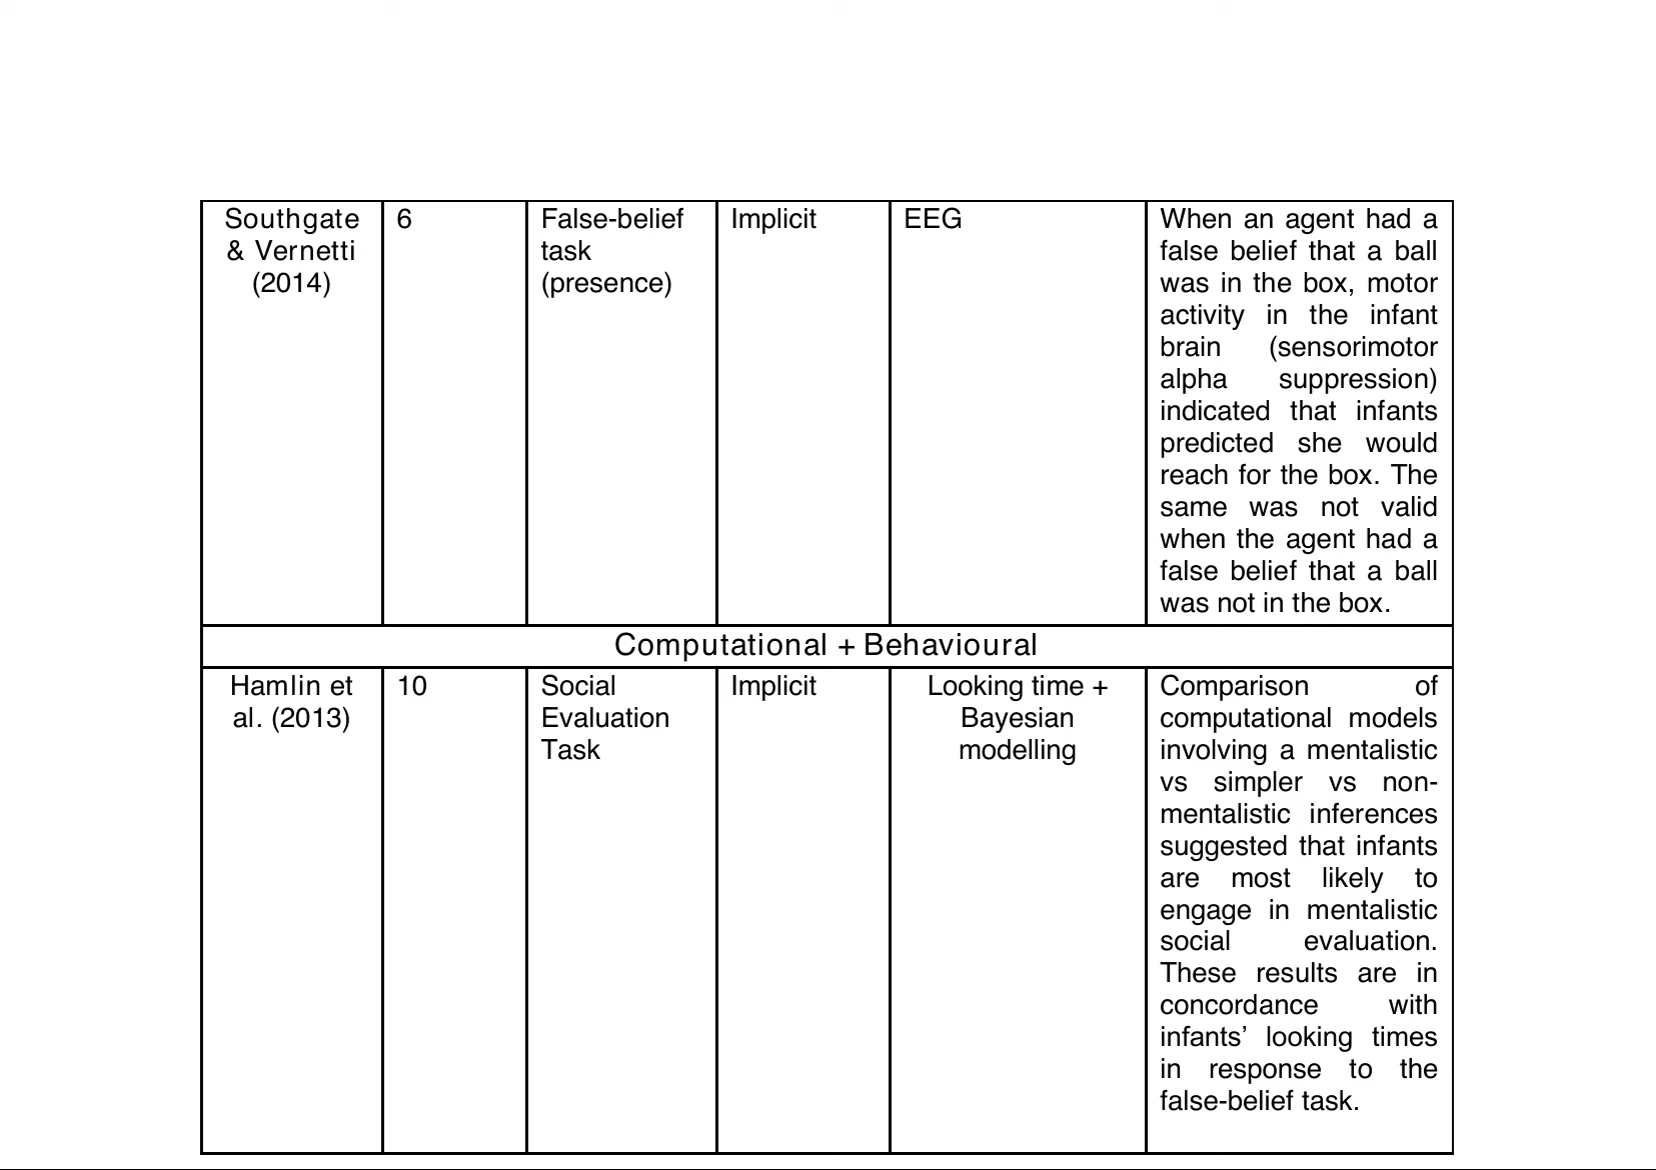 Southgate
& Vernetti
(2014)
6
False-belief
task
(presence)
Implicit
EEG
When an agent had a
false belief that a ball
was in the box, motor
activity in the infant
brain (sensorimotor
alpha suppression)
indicated that infants
predicted she would
reach for the box. The
same was not valid
when the agent had a
false belief that a ball
was not in the box.
Computational + Behavioural
Hamlin et
al. (2013)
10
Social
Evaluation
Task
Implicit
Looking time +
Bayesian
modelling
Comparison of
computational models
involving a mentalistic
vs simpler vs non-
mentalistic inferences
suggested that infants
are most likely to
engage in mentalistic
social evaluation.
These results are in
concordance with
infants’ looking times
in response to the
false-belief task.